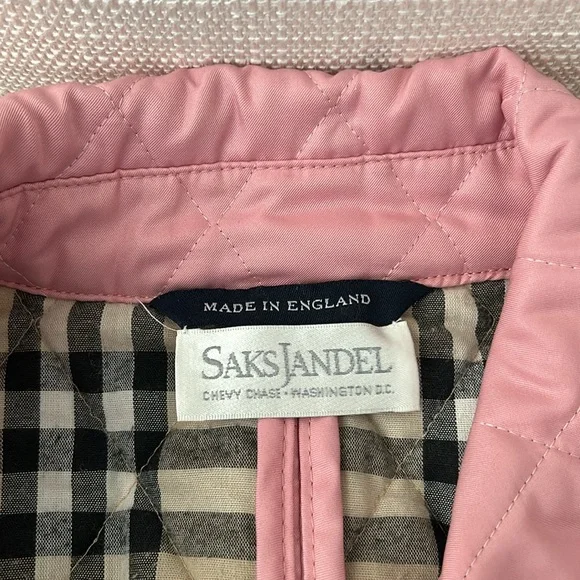 MADE IN ENGLAND
SAKS JANDEL
CHEVY CHASE • WASHINGTON D.C.